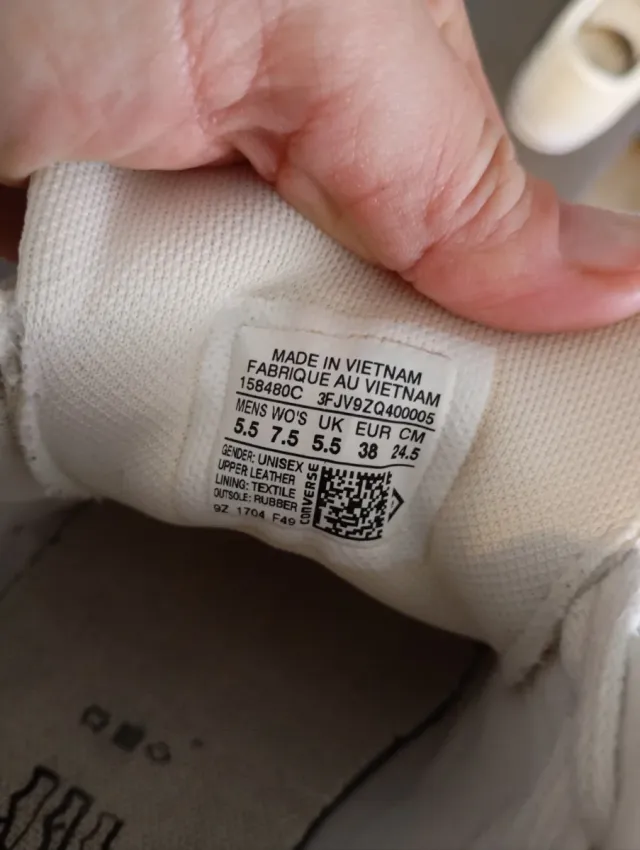 MADE IN VIETNAM
FABRIQUE AU VIETNAM
158480C 3FJV9ZQ400005
MENS WO'S UK EUR CM
5.5 7.5 5.5 38 24.5
GENDER: UNISEX
UPPER LEATHER
LINING: TEXTILE
OUTSOLE: RUBBER
9Z 1704 F49
CONVERSE